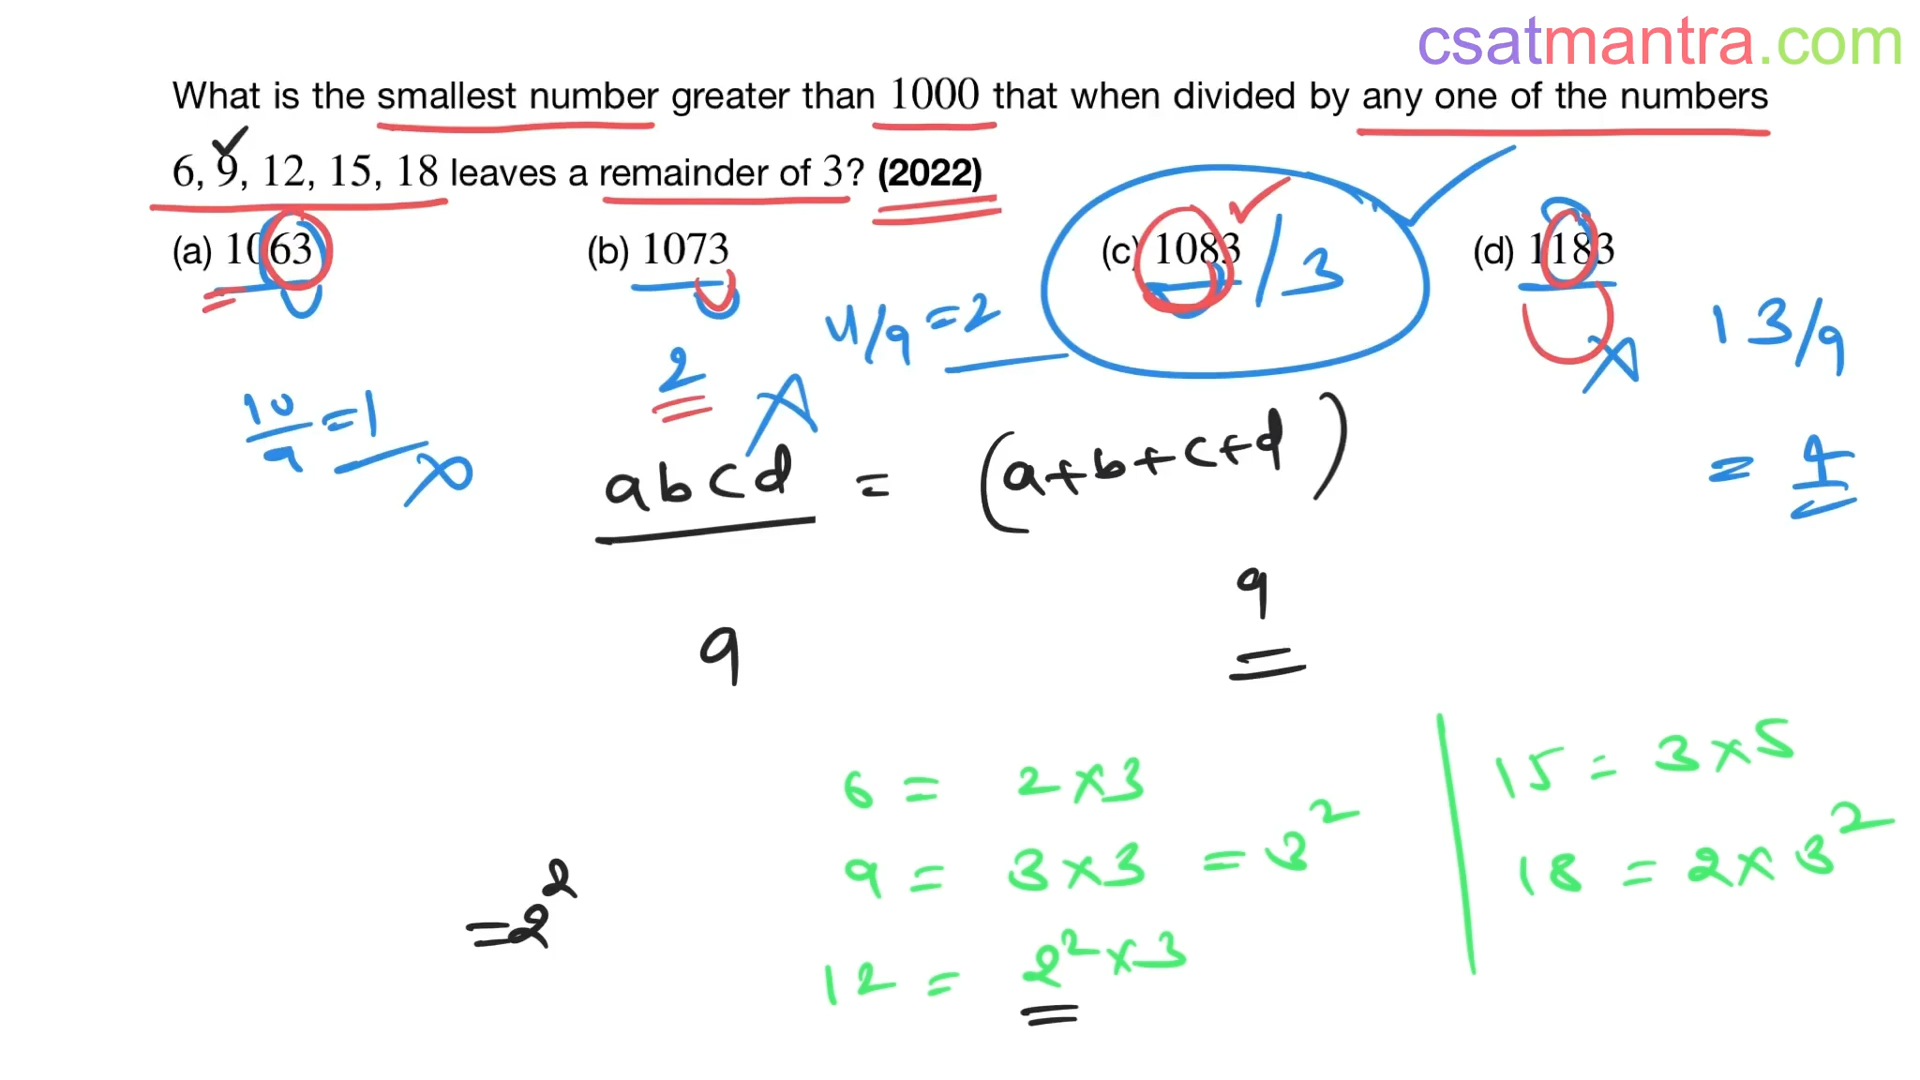 csatmantra.com
What is the smallest number greater than 1000 that when divided by any one of the numbers
6, 9, 12, 15, 18 leaves a remainder of 3? (2022)
(a) 1063 (b) 1073 (c) 1083 / 3 (d) 1183
11/9 = 2 13/9
2
10/9 = 1 = 4
abcd/9 = (a+b+c+d)/9
6 = 2 × 3
9 = 3 × 3 = 3²
12 = 2² × 3
15 = 3 × 5
18 = 2 × 3²
= 2²